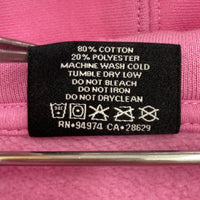 80% COTTON
20% POLYESTER
MACHINE WASH COLD
TUMBLE DRY LOW
DO NOT BLEACH
DO NOT IRON
DO NOT DRYCLEAN
RN•94974 CA•28629